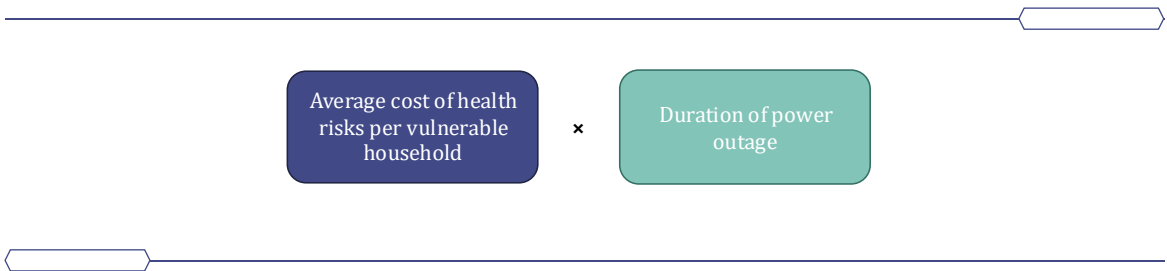 Average cost of health
risks per vulnerable
household
×
Duration of power
outage